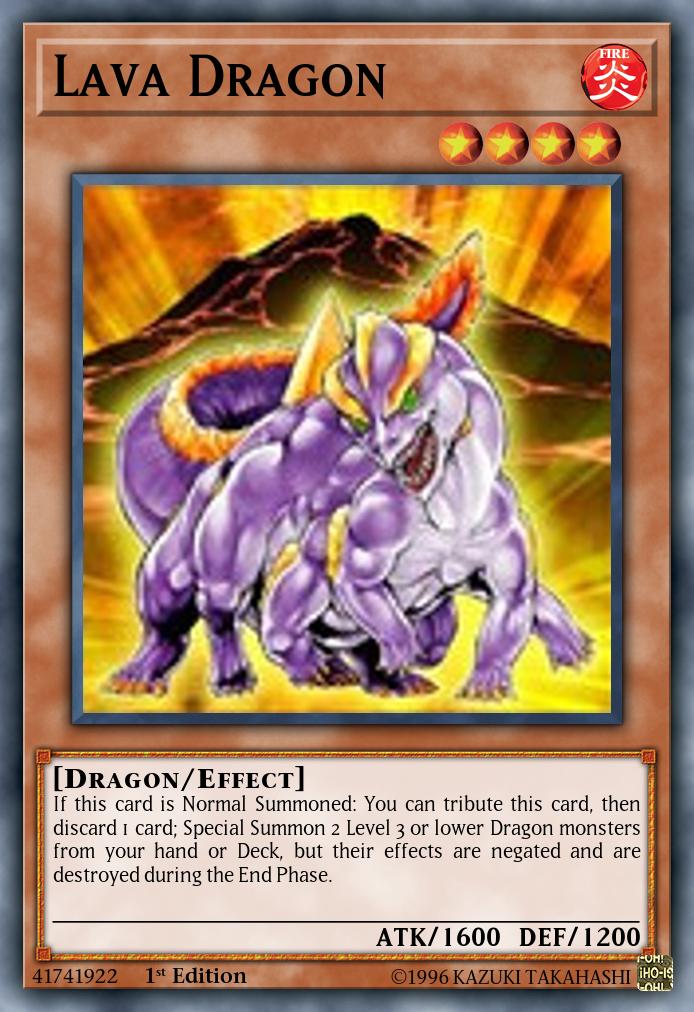 LAVA DRAGON
FIRE
炎
[DRAGON/EFFECT]
If this card is Normal Summoned: You can tribute this card, then
discard 1 card; Special Summon 2 Level 3 or lower Dragon monsters
from your hand or Deck, but their effects are negated and are
destroyed during the End Phase.
ATK/1600 DEF/1200
41741922 1st Edition ©1996 KAZUKI TAKAHASHI